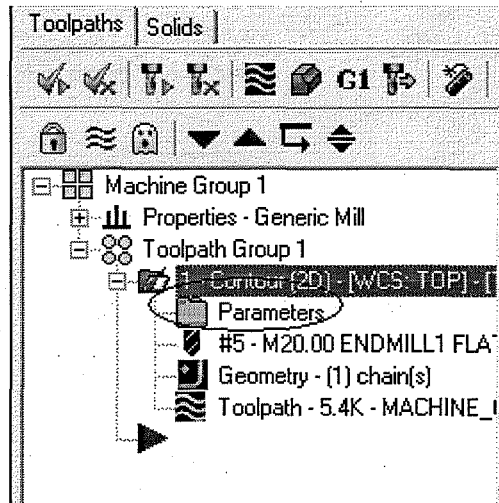 Toolpaths Solids
G1
Machine Group 1
Properties - Generic Mill
Toolpath Group 1
1 - Contour (2D) - [WCS: TOP] - [
Parameters
#5 - M20.00 ENDMILL1 FLAT
Geometry - (1) chain(s)
Toolpath - 5.4K - MACHINE_